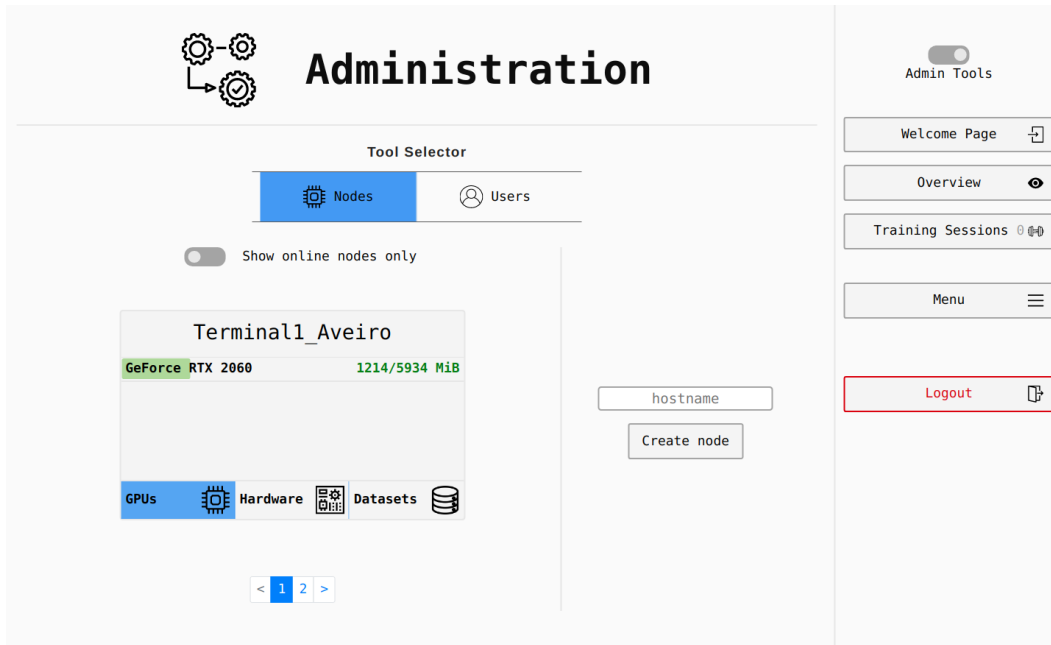 Administration
Tool Selector
Nodes
Users
Show online nodes only
Terminal1_Aveiro
GeForce RTX 2060 1214/5934 MiB
GPUs
Hardware
Datasets
< 1 2 >
hostname
Create node
Admin Tools
Welcome Page
Overview
Training Sessions 0
Menu
Logout